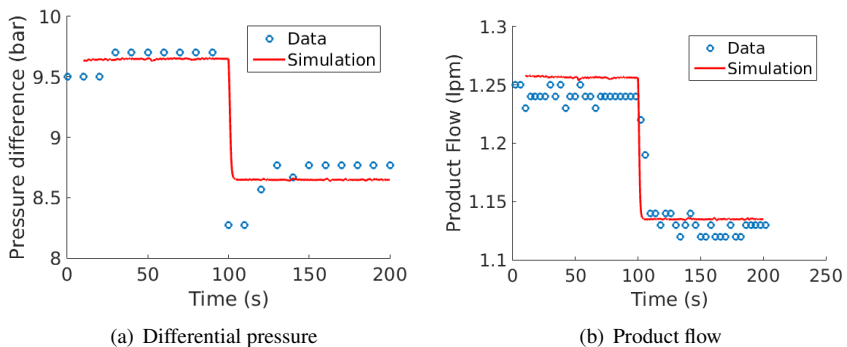 10
9.5
9
8.5
8
Pressure difference (bar)
0
50
100
150
200
Time (s)
Data
Simulation
(a) Differential pressure
1.3
1.25
1.2
1.15
1.1
Product Flow (lpm)
0
50
100
150
200
250
Time (s)
Data
Simulation
(b) Product flow